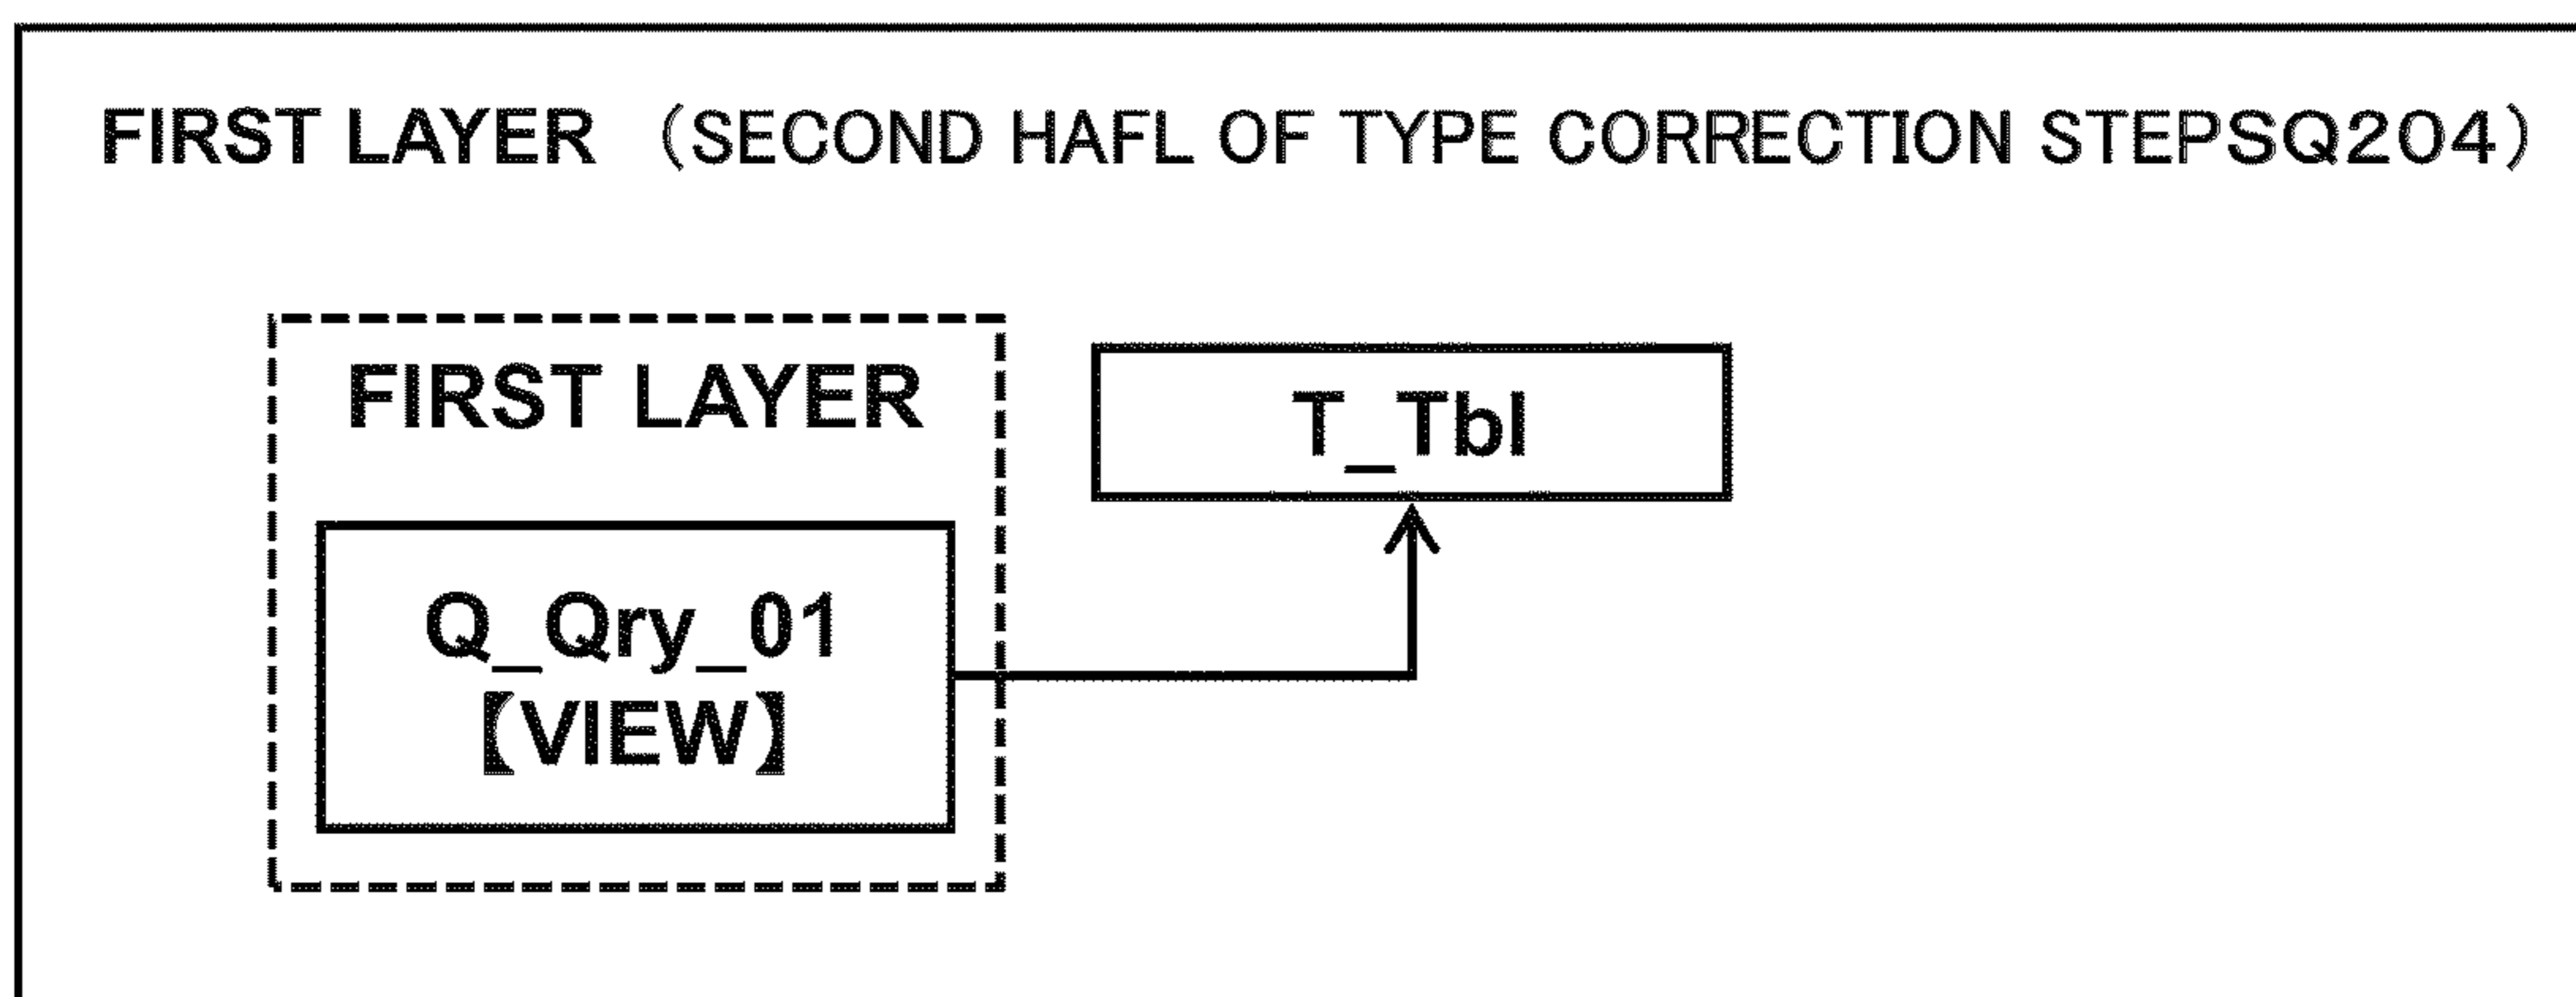 FIRST LAYER （SECOND HAFL OF TYPE CORRECTION STEPSQ204）
FIRST LAYER
T_Tbl
Q_Qry_01
【VIEW】